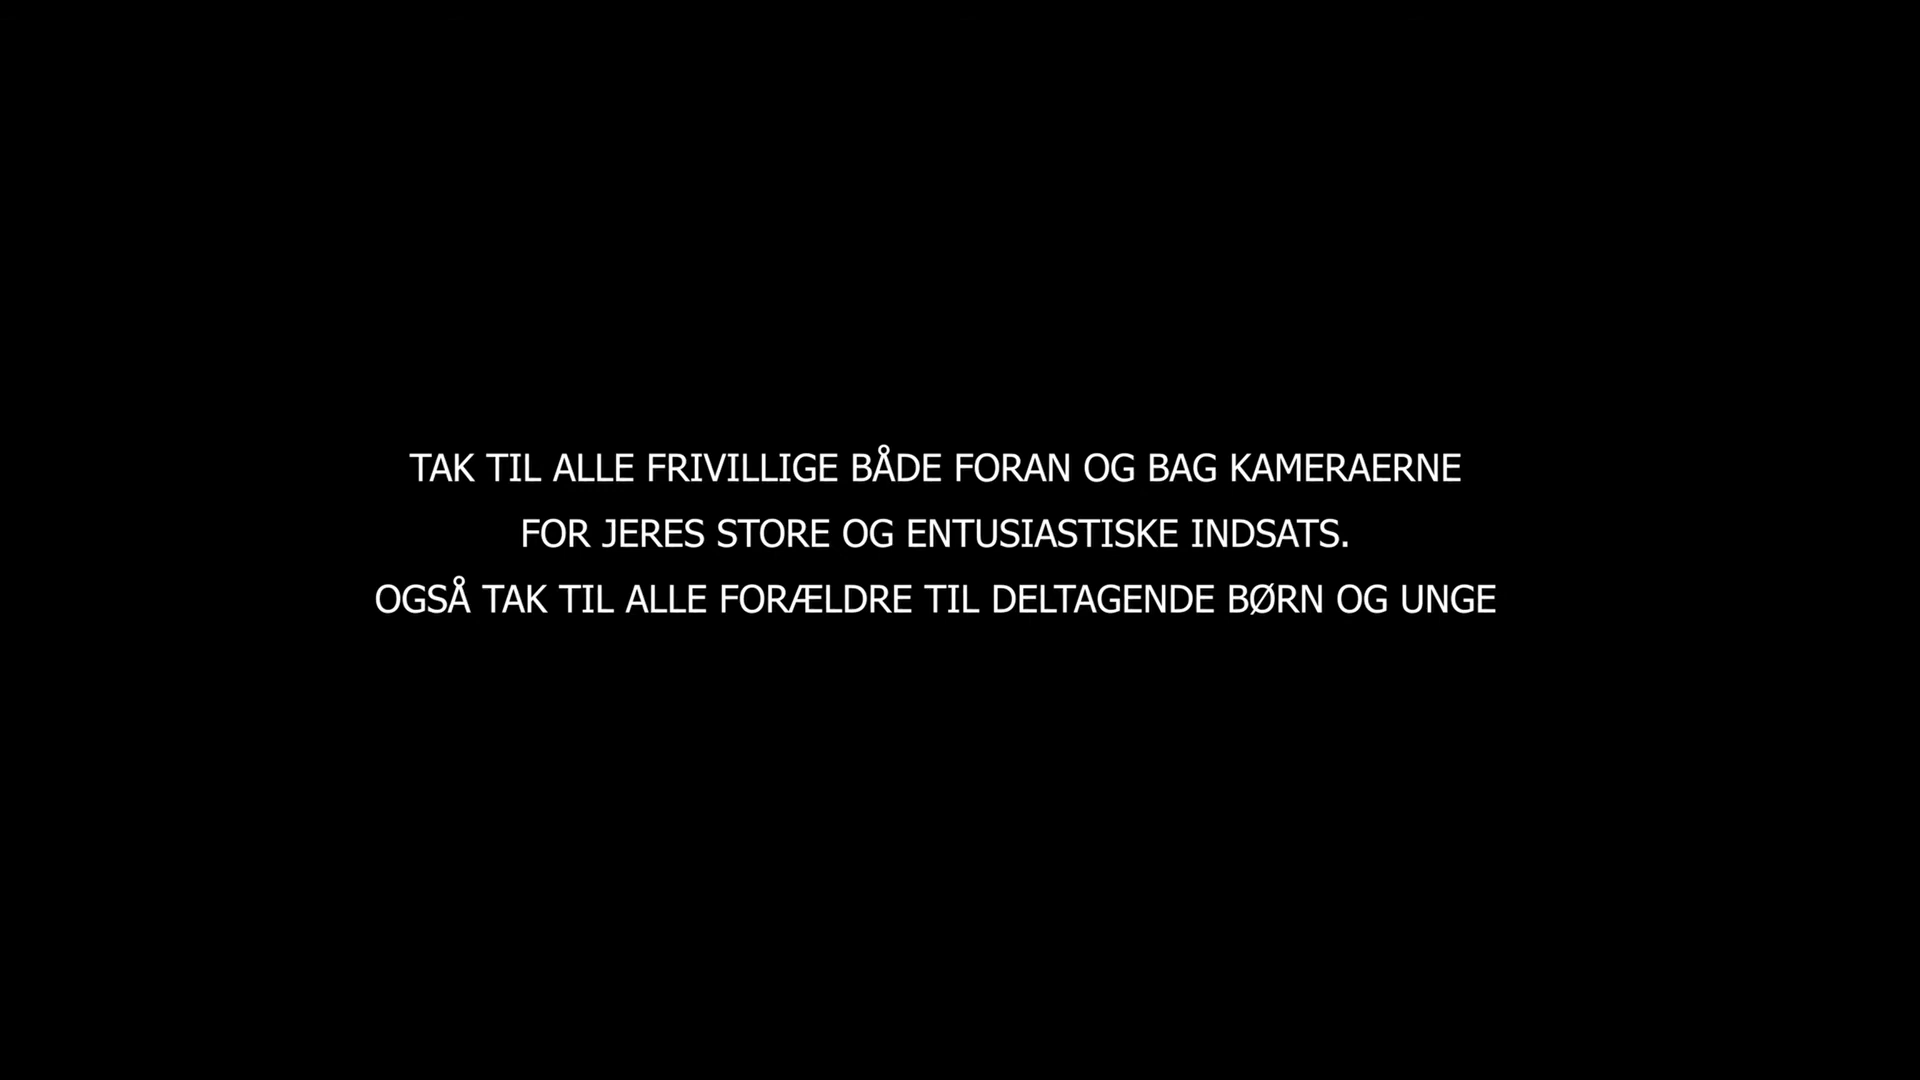 TAK TIL ALLE FRIVILLIGE BÅDE FORAN OG BAG KAMERAERNE
FOR JERES STORE OG ENTUSIASTISKE INDSATS.
OGSÅ TAK TIL ALLE FORÆLDRE TIL DELTAGENDE BØRN OG UNGE